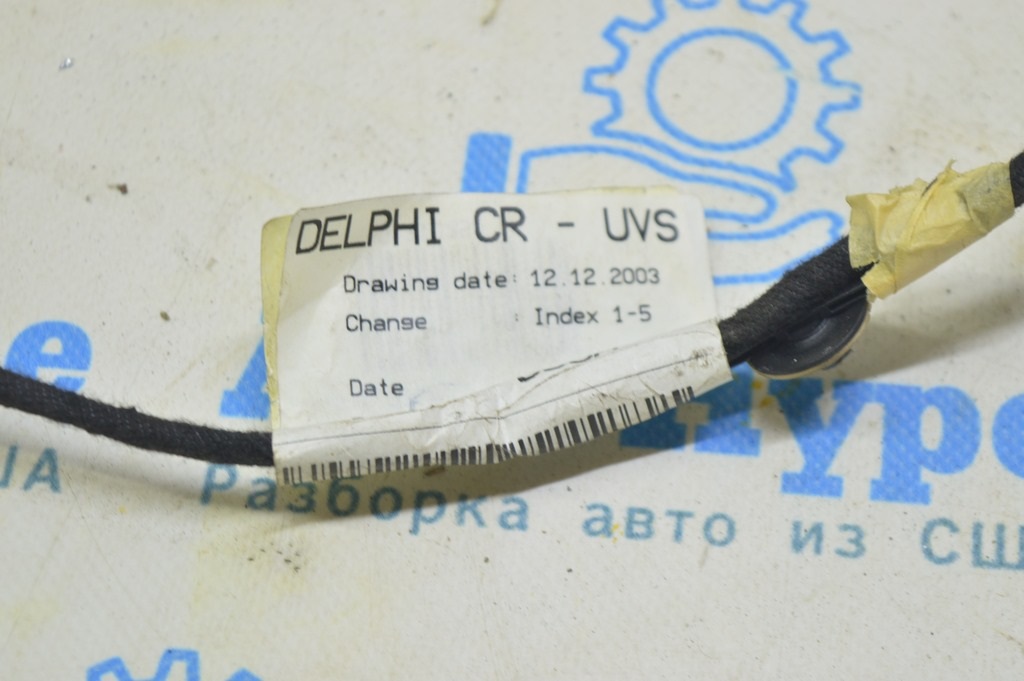 DELPHI CR - UVS
Drawing date: 12.12.2003
Change : Index 1-5
Date
Разборка авто из США